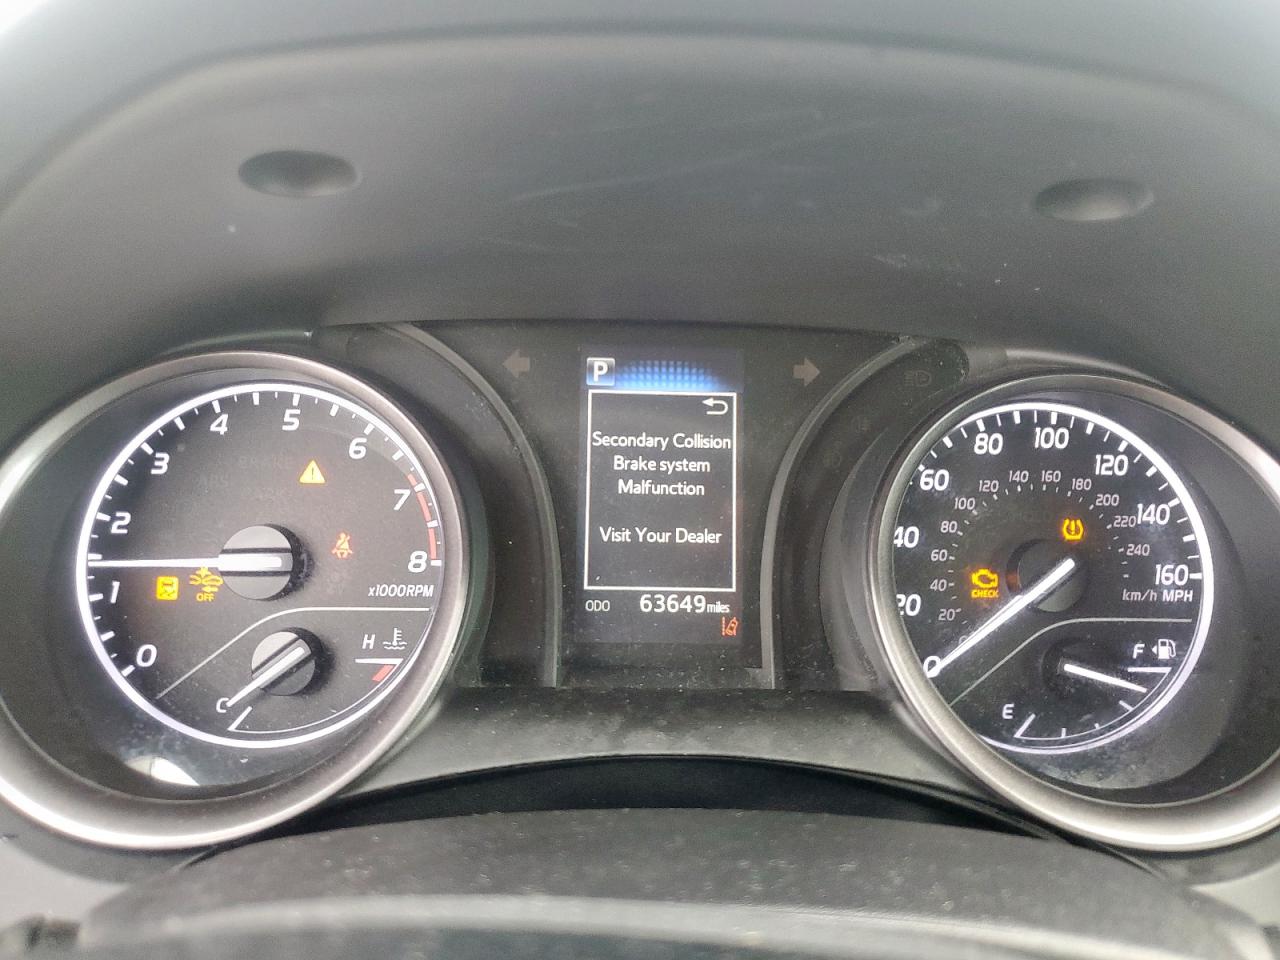 P
Secondary Collision
Brake system
Malfunction
Visit Your Dealer
ODO 63649 miles
0
1
2
3
4
5
6
7
8
x1000RPM
OFF
H
C
0
20
40
60
80
100
120
140
160
km/h MPH
20
40
60
80
100
120
140
160
180
200
220
240
CHECK
F
E